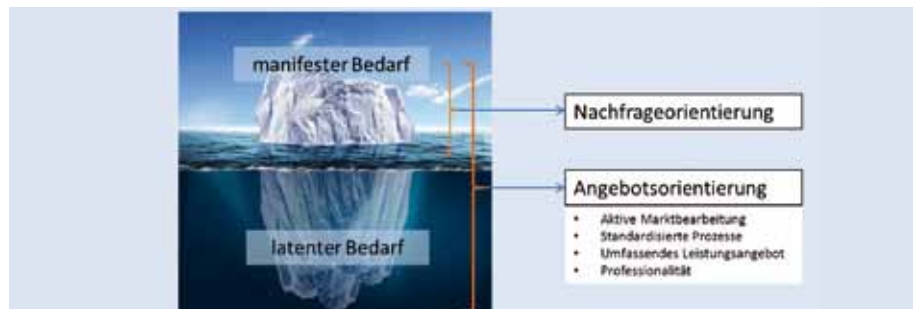 manifester Bedarf
Nachfrageorientierung
Angebotsorientierung
• Aktive Marktbearbeitung
• Standardisierte Prozesse
• Umfassendes Leistungsangebot
• Professionalität
latenter Bedarf